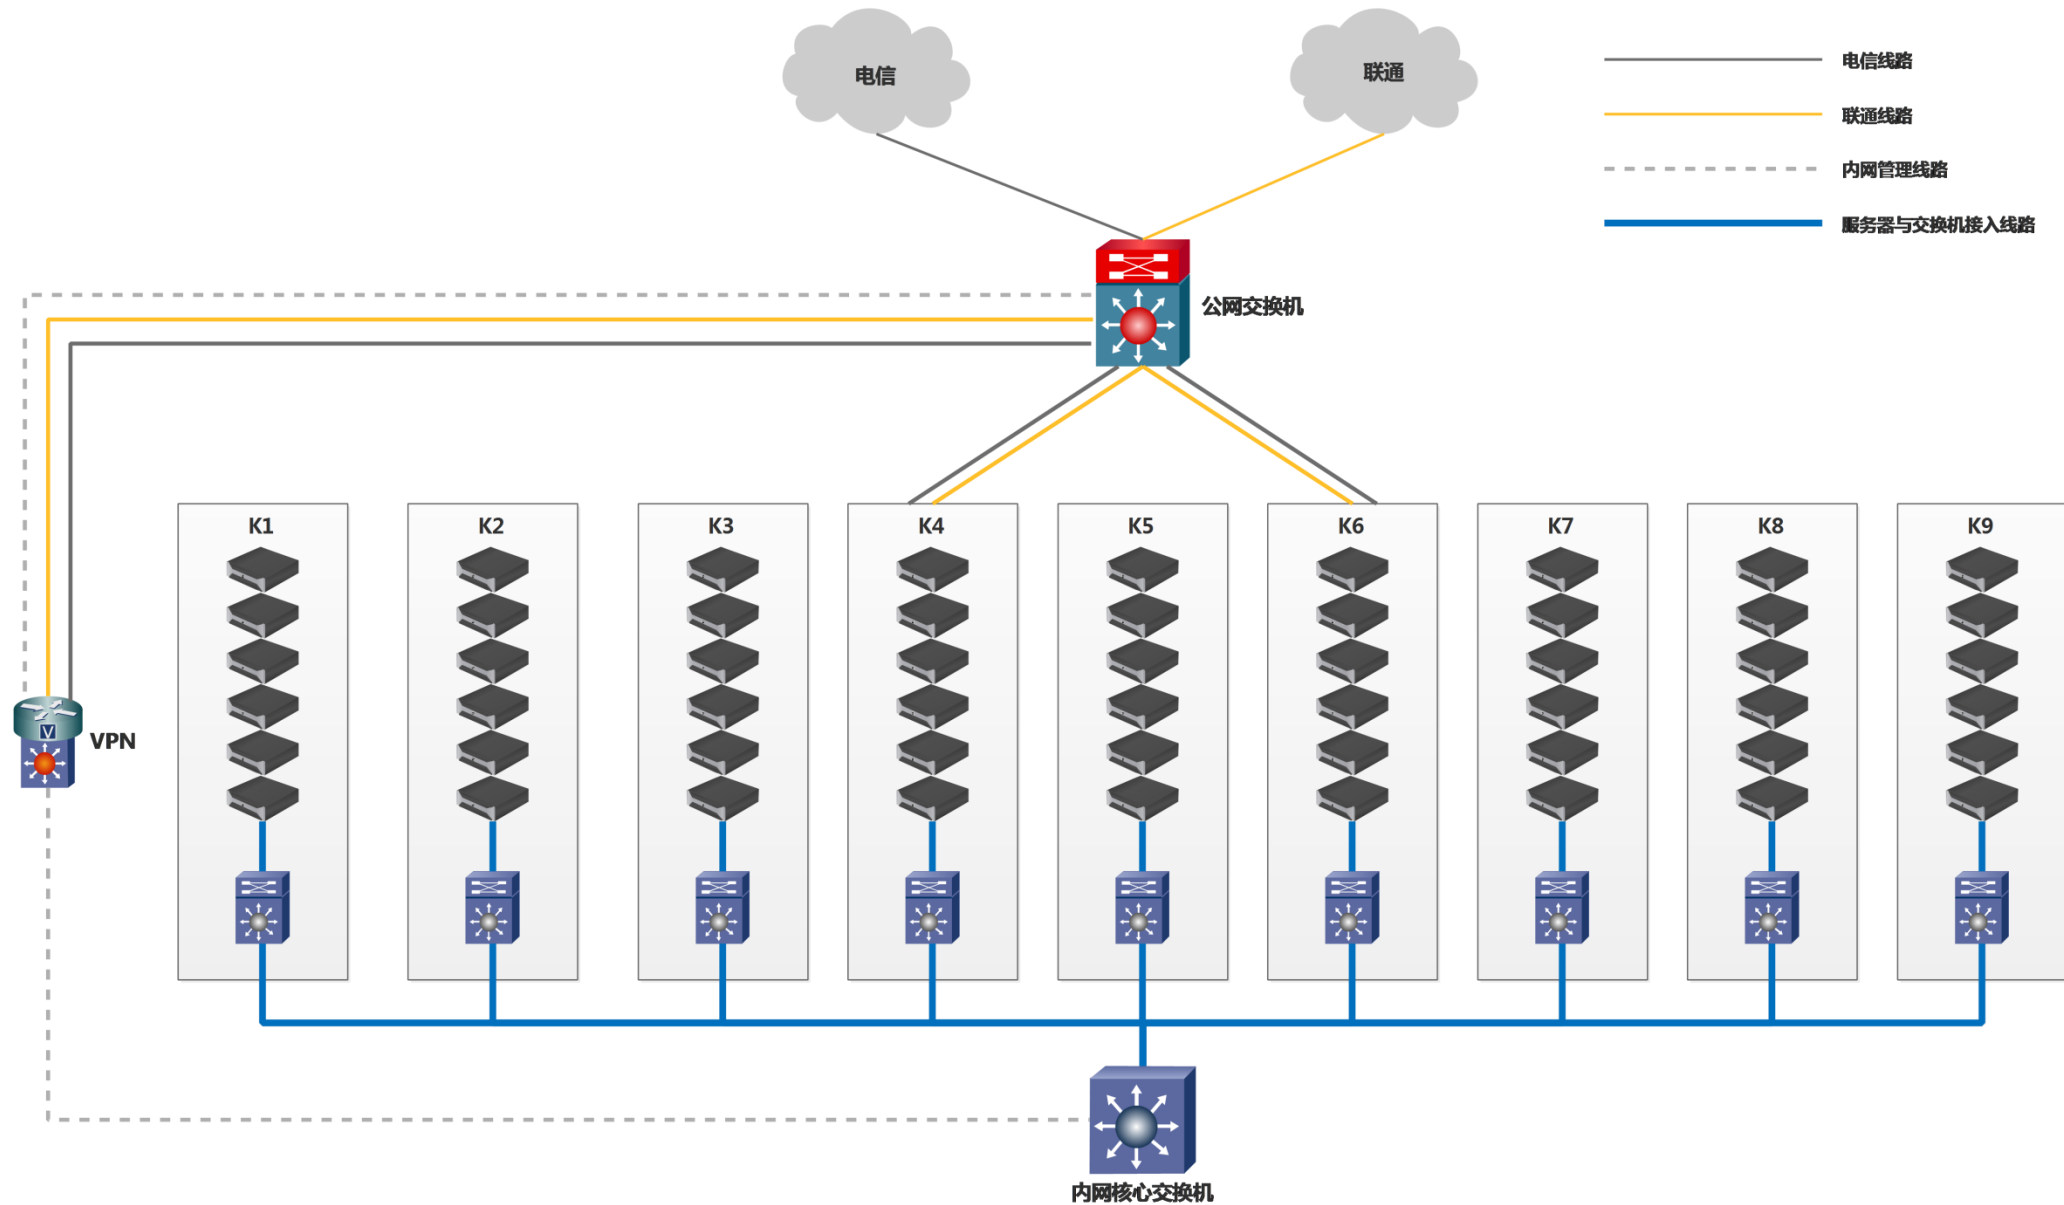 电信
联通
电信线路
联通线路
内网管理线路
服务器与交换机接入线路
公网交换机
K1
K2
K3
K4
K5
K6
K7
K8
K9
V
VPN
内网核心交换机